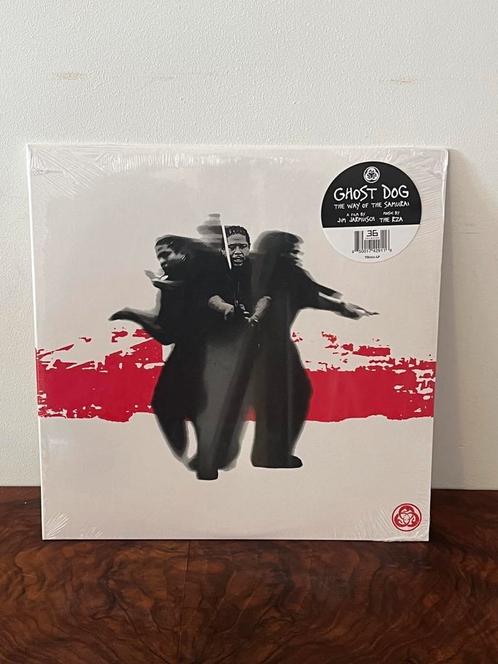 GHOST DOG
THE WAY OF THE SAMURAI
A FILM BY
JIM JARMUSCH
MUSIC BY
THE RZA
36